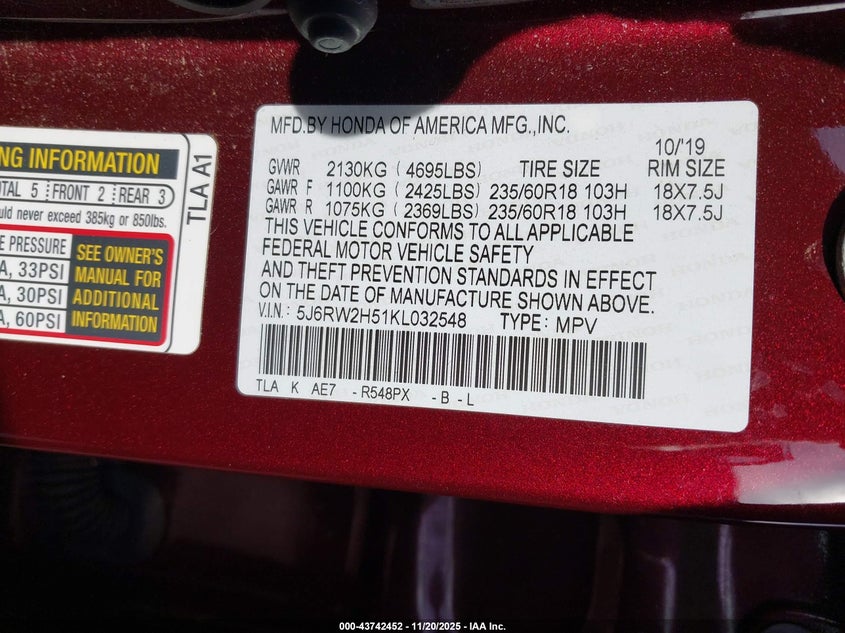 MFD.BY HONDA OF AMERICA MFG.,INC.
10/'19
GVWR 2130KG ( 4695LBS) TIRE SIZE RIM SIZE
GAWR F 1100KG ( 2425LBS) 235/60R18 103H 18X7.5J
GAWR R 1075KG ( 2369LBS) 235/60R18 103H 18X7.5J
THIS VEHICLE CONFORMS TO ALL APPLICABLE
FEDERAL MOTOR VEHICLE SAFETY
AND THEFT PREVENTION STANDARDS IN EFFECT
ON THE DATE OF MANUFACTURE SHOWN ABOVE.
V.I.N: 5J6RW2H51KL032548 TYPE: MPV
TLA K AE7 - R548PX - B - L
NG INFORMATION
TOTAL 5 FRONT 2 REAR 3
ould never exceed 385kg or 850lbs.
E PRESSURE
A, 33PSI
A, 30PSI
A, 60PSI
SEE OWNER'S
MANUAL FOR
ADDITIONAL
INFORMATION
TLA A1
000-43742452 - 11/20/2025 - IAA Inc.